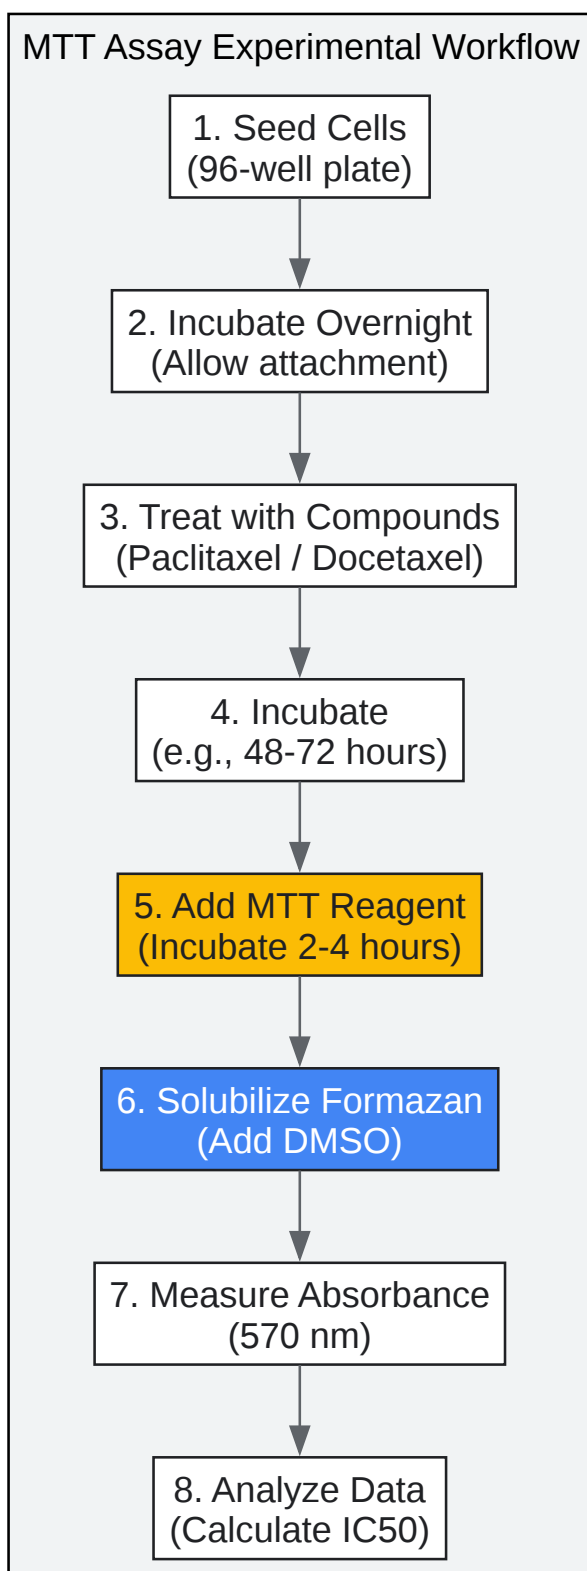 MTT Assay Experimental Workflow
1. Seed Cells
(96-well plate)
2. Incubate Overnight
(Allow attachment)
3. Treat with Compounds
(Paclitaxel / Docetaxel)
4. Incubate
(e.g., 48-72 hours)
5. Add MTT Reagent
(Incubate 2-4 hours)
6. Solubilize Formazan
(Add DMSO)
7. Measure Absorbance
(570 nm)
8. Analyze Data
(Calculate IC50)